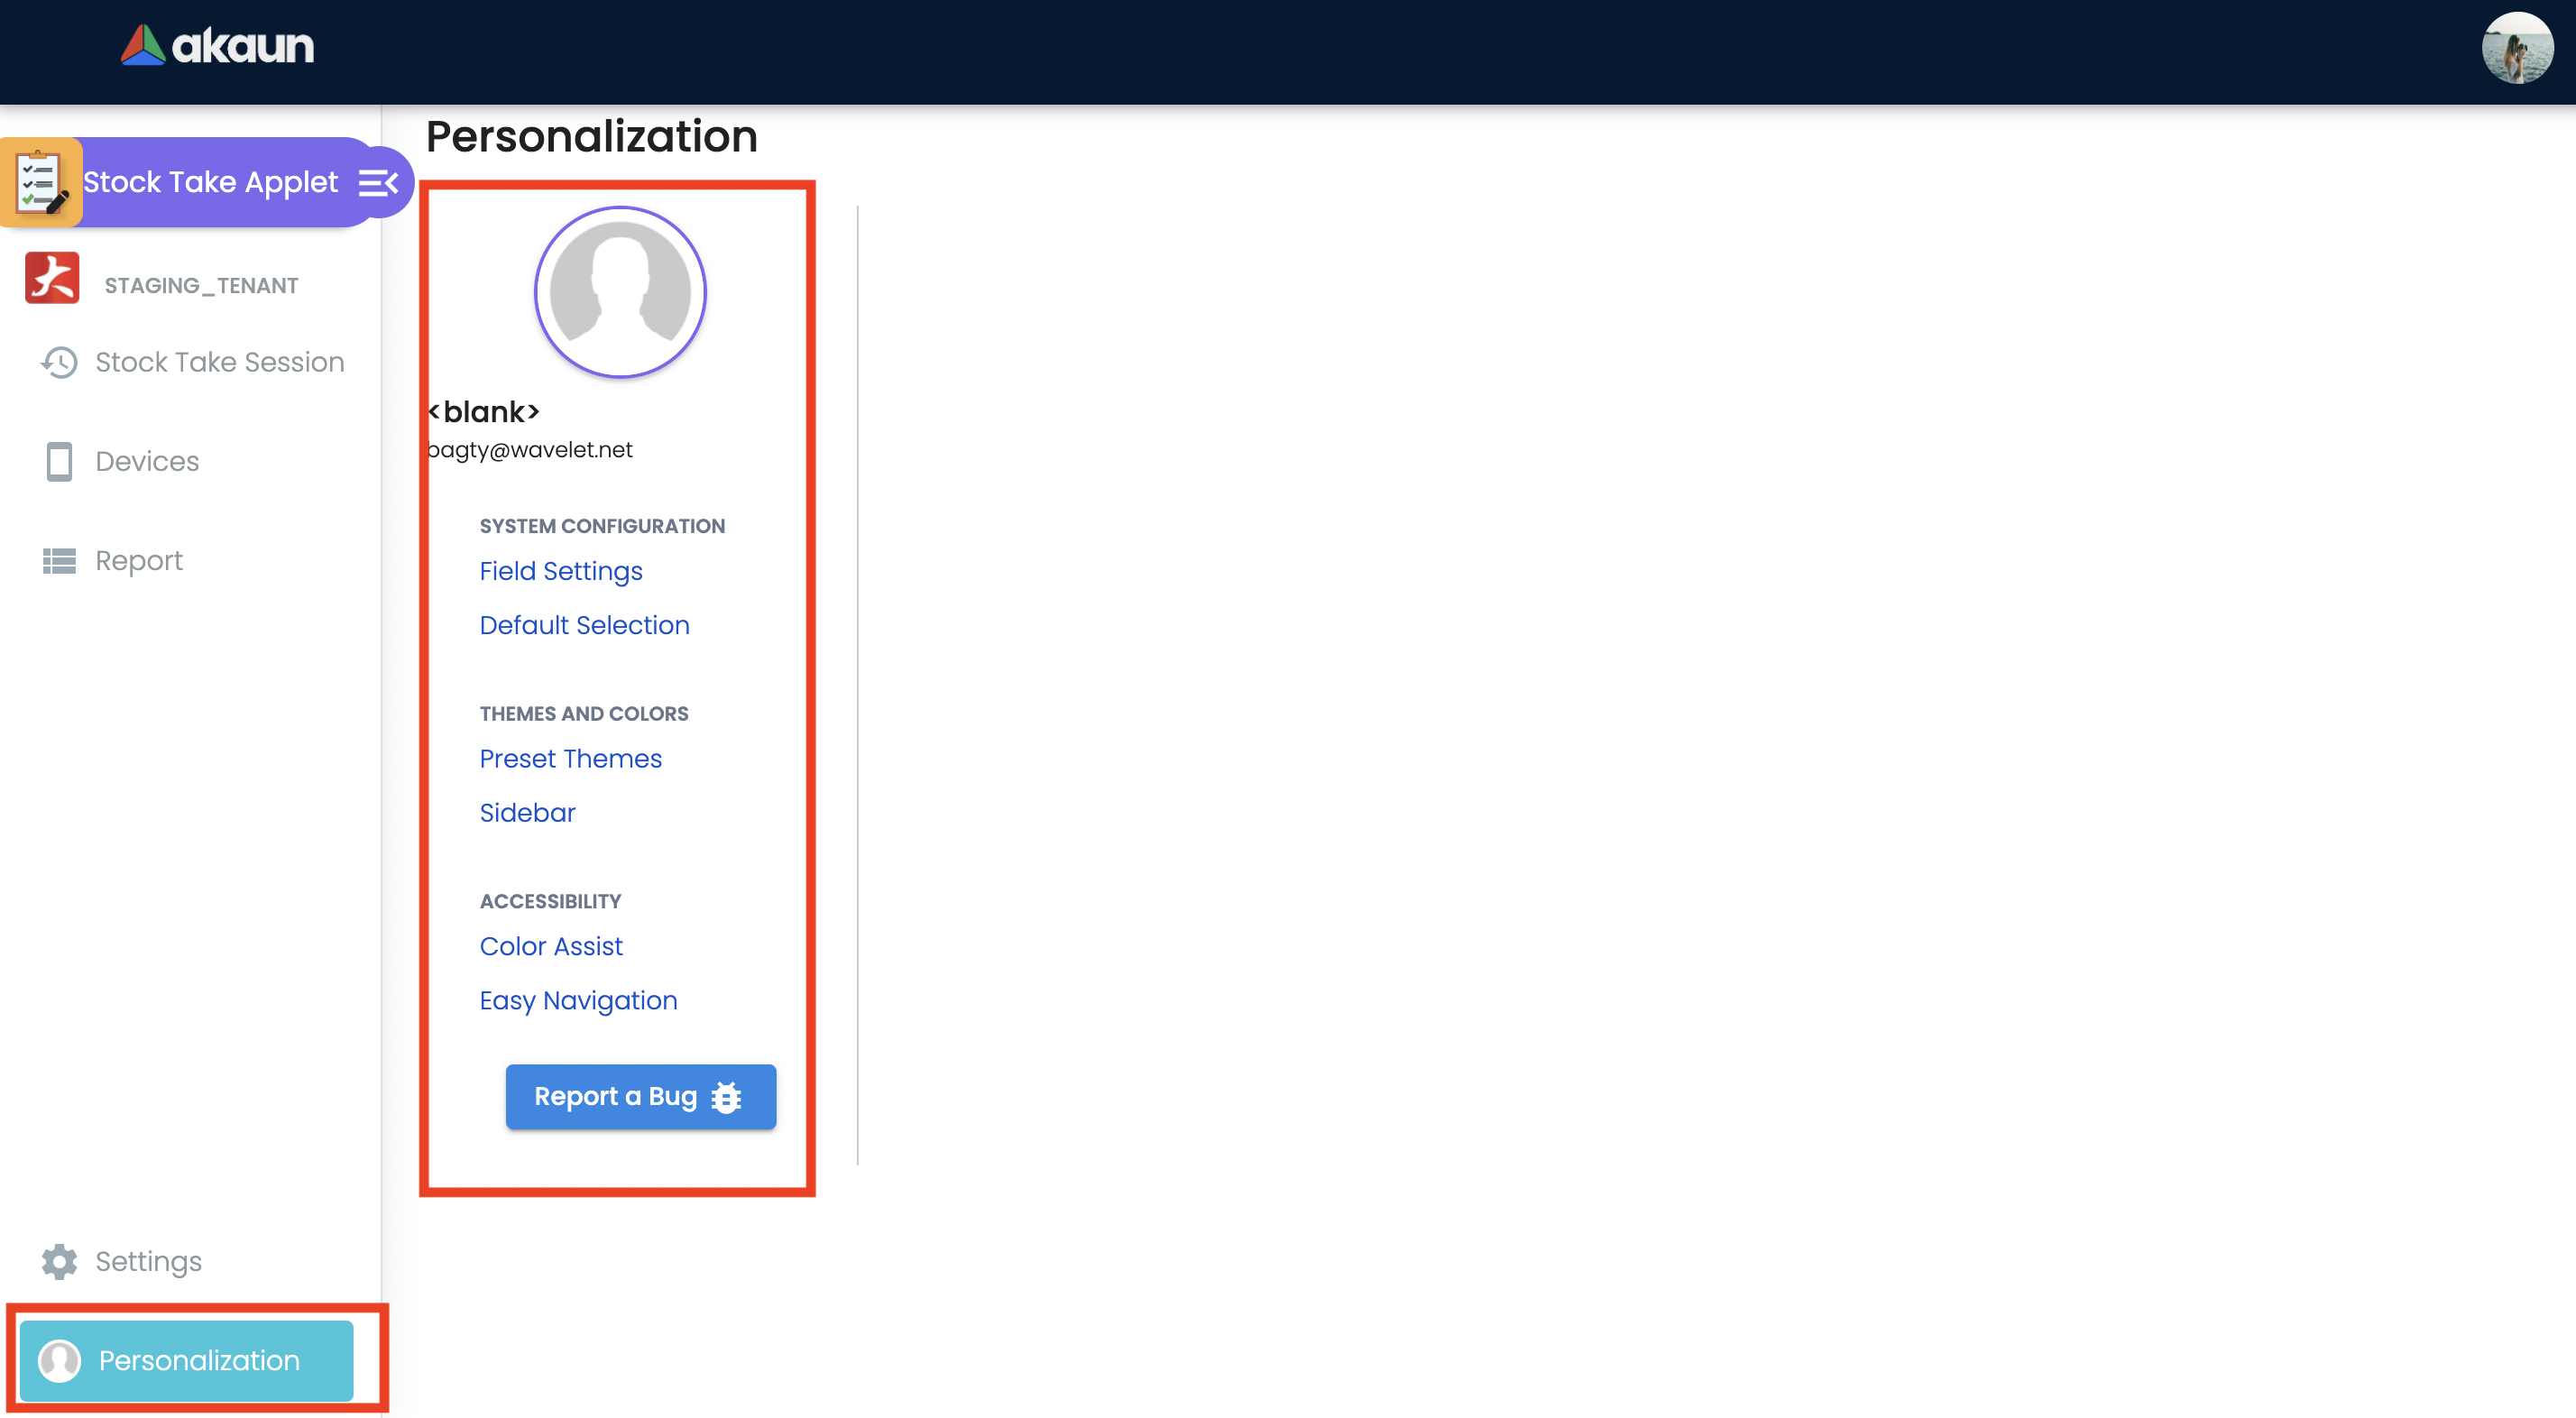 akaun
Stock Take Applet
STAGING_TENANT
Stock Take Session
Devices
Report
Settings
Personalization
Personalization
<blank>
bagty@wavelet.net
SYSTEM CONFIGURATION
Field Settings
Default Selection
THEMES AND COLORS
Preset Themes
Sidebar
ACCESSIBILITY
Color Assist
Easy Navigation
Report a Bug